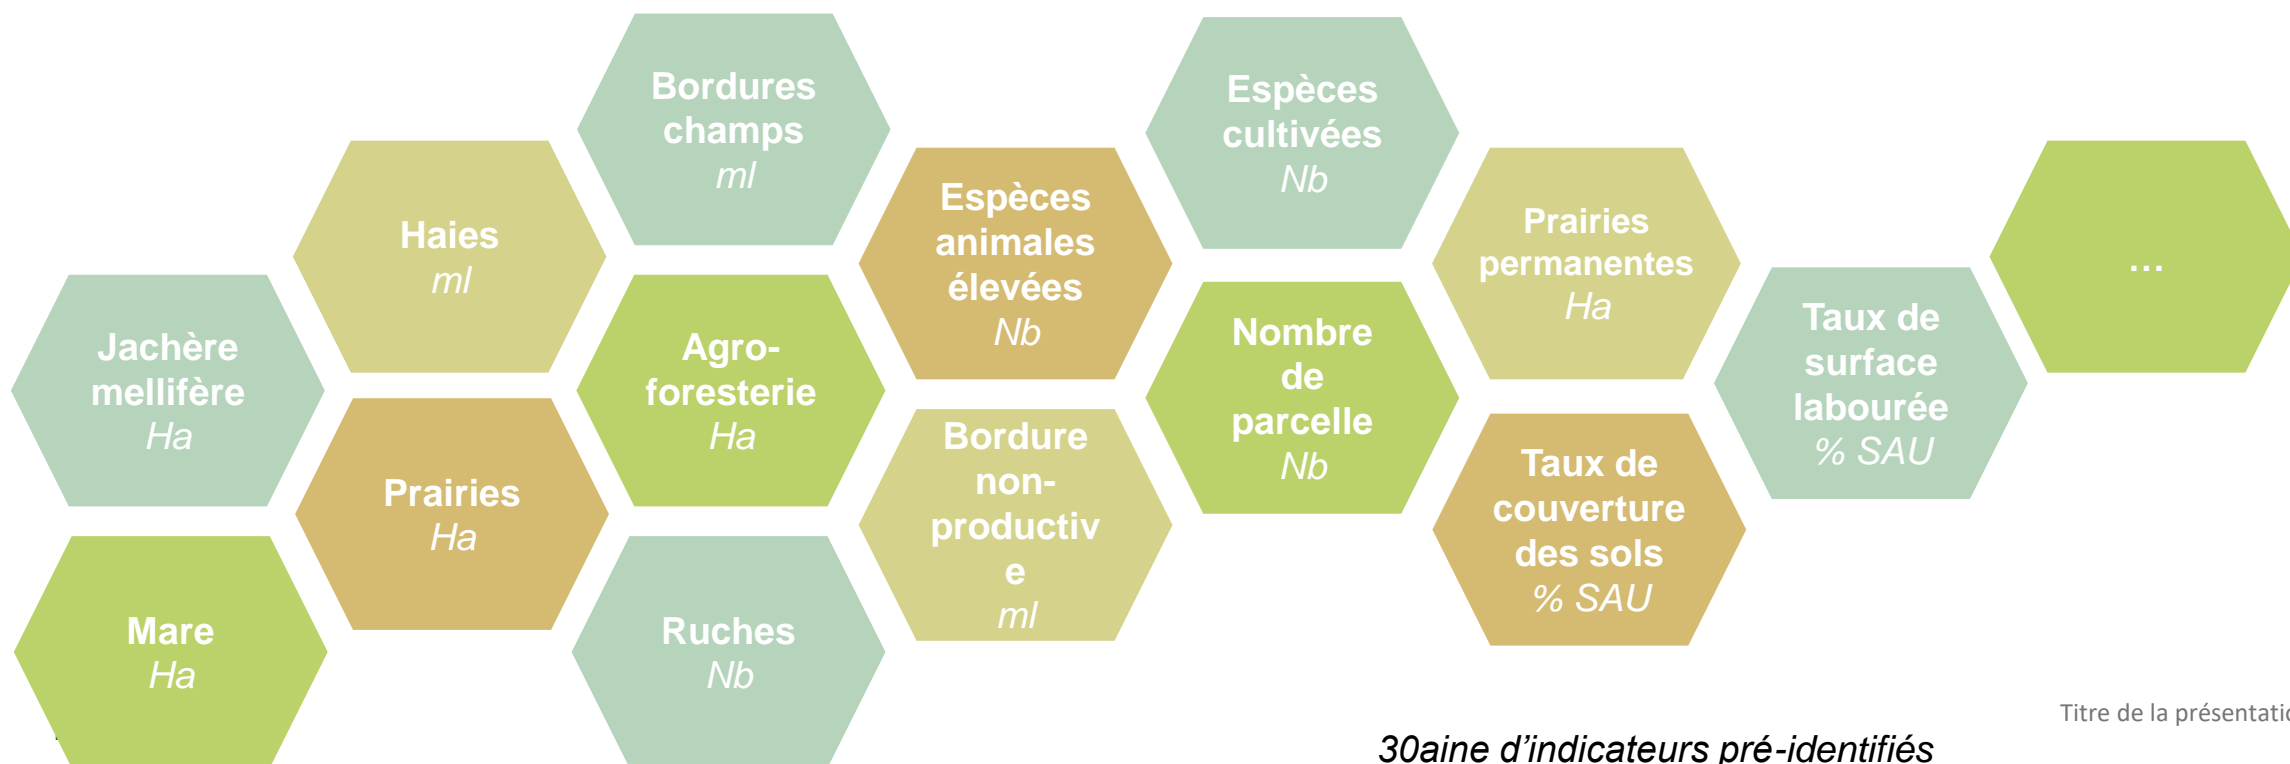 Bordures
champs
ml
Espèces
cultivées
Nb
Haies
ml
Espèces
animales
élevées
Nb
Prairies
permanentes
Ha
…
Jachère
mellifère
Ha
Agro-
foresterie
Ha
Nombre
de
parcelle
Nb
Taux de
surface
labourée
% SAU
Prairies
Ha
Bordure
non-
productiv
e
ml
Taux de
couverture
des sols
% SAU
Mare
Ha
Ruches
Nb
Titre de la présentatio
30aine d’indicateurs pré-identifiés